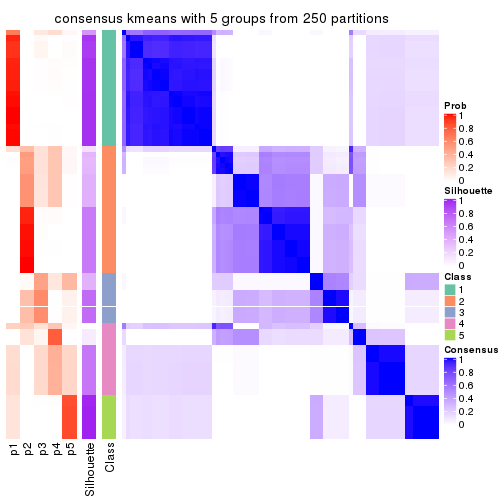 consensus kmeans with 5 groups from 250 partitions
Prob
1
0.8
0.6
0.4
0.2
0
Silhouette
1
0.8
0.6
0.4
0.2
0
Class
1
2
3
4
5
Consensus
1
0.8
0.6
0.4
0.2
0
p1
p2
p3
p4
p5
Silhouette
Class